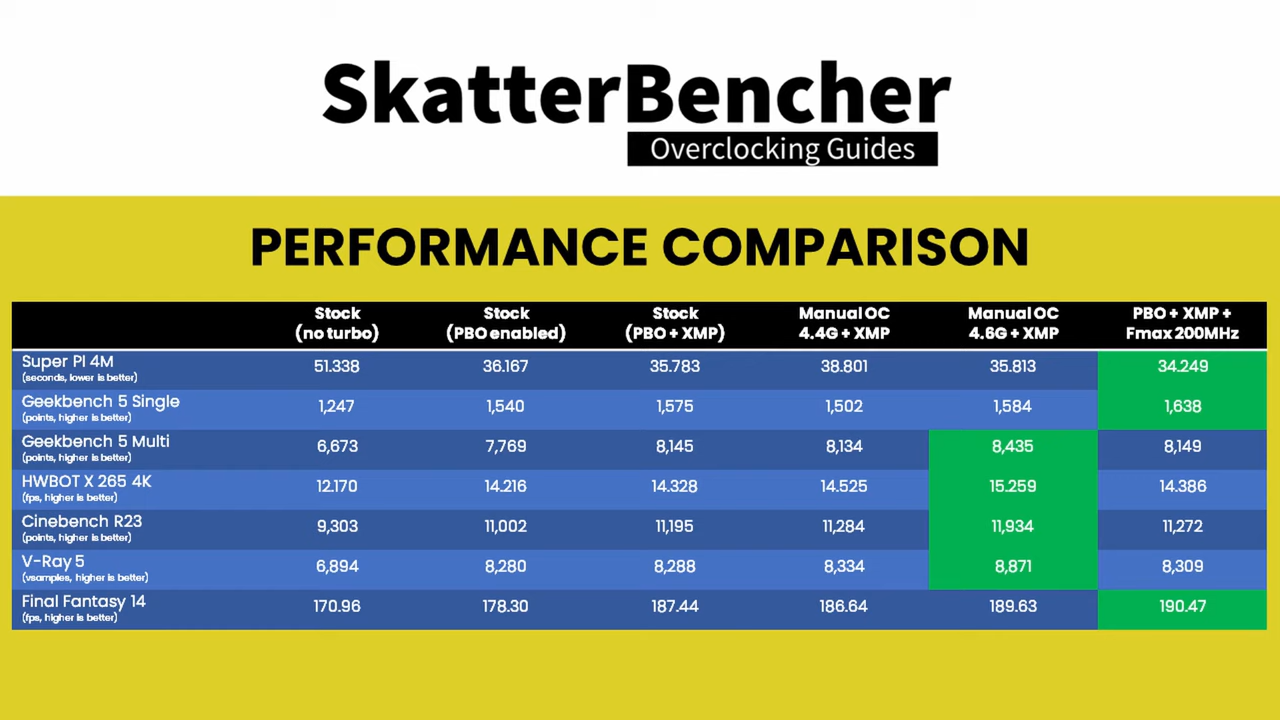 SkatterBencher
Overclocking Guides
PERFORMANCE COMPARISON
Stock (no turbo) Stock (PBO enabled) Stock (PBO + XMP) Manual OC 4.4G + XMP Manual OC 4.6G + XMP PBO + XMP + Fmax 200MHz
Super PI 4M 51.338 36.167 35.783 38.801 35.813 34.249
(seconds, lower is better)
Geekbench 5 Single 1,247 1,540 1,575 1,502 1,584 1,638
(points, higher is better)
Geekbench 5 Multi 6,673 7,769 8,145 8,134 8,435 8,149
(points, higher is better)
HWBOT X 265 4K 12.170 14.216 14.328 14.525 15.259 14.386
(fps, higher is better)
Cinebench R23 9,303 11,002 11,195 11,284 11,934 11,272
(points, higher is better)
V-Ray 5 6,894 8,280 8,288 8,334 8,871 8,309
(vsamples, higher is better)
Final Fantasy 14 170.96 178.30 187.44 186.64 189.63 190.47
(fps, higher is better)